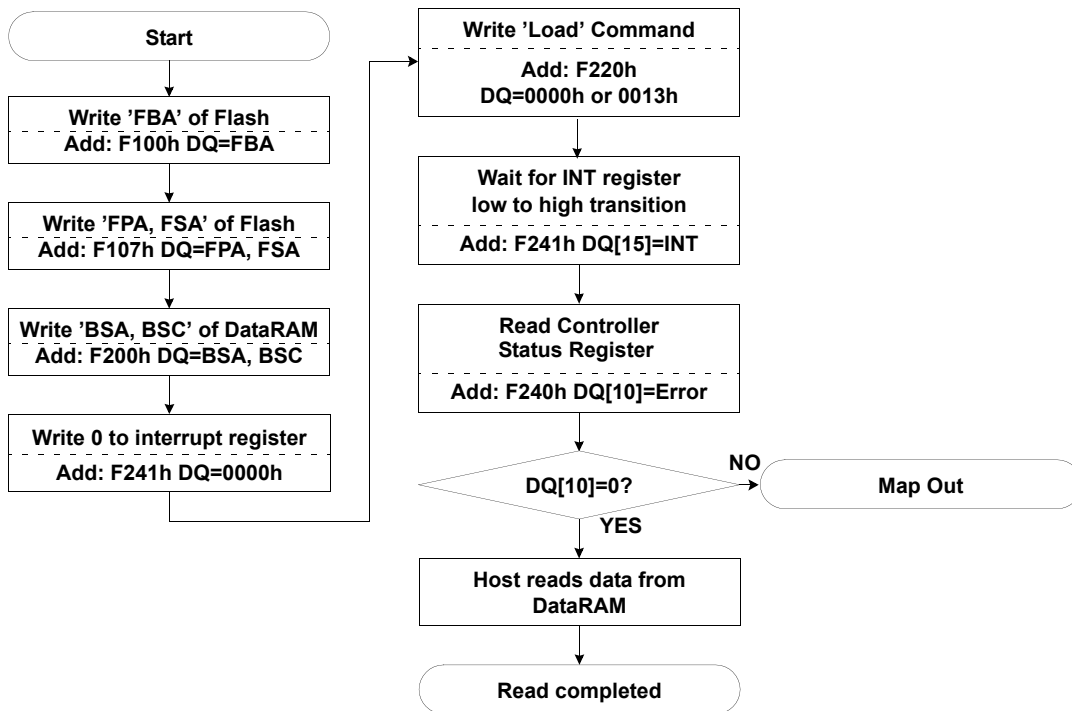 Start
Write ’FBA’ of Flash
Add: F100h DQ=FBA
Write ’FPA, FSA’ of Flash
Add: F107h DQ=FPA, FSA
Write ’BSA, BSC’ of DataRAM
Add: F200h DQ=BSA, BSC
Write 0 to interrupt register
Add: F241h DQ=0000h
Write ’Load’ Command
Add: F220h
DQ=0000h or 0013h
Wait for INT register
low to high transition
Add: F241h DQ[15]=INT
Read Controller
Status Register
Add: F240h DQ[10]=Error
DQ[10]=0?
NO
Map Out
YES
Host reads data from
DataRAM
Read completed